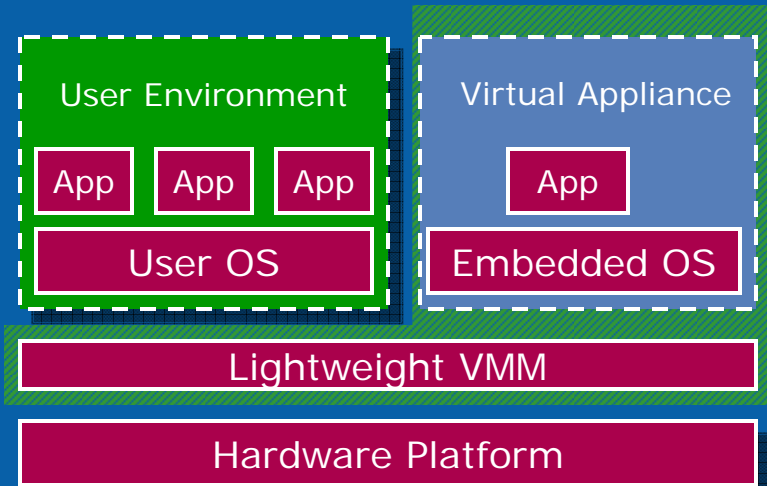 User Environment
App App App
User OS
Virtual Appliance
App
Embedded OS
Lightweight VMM
Hardware Platform